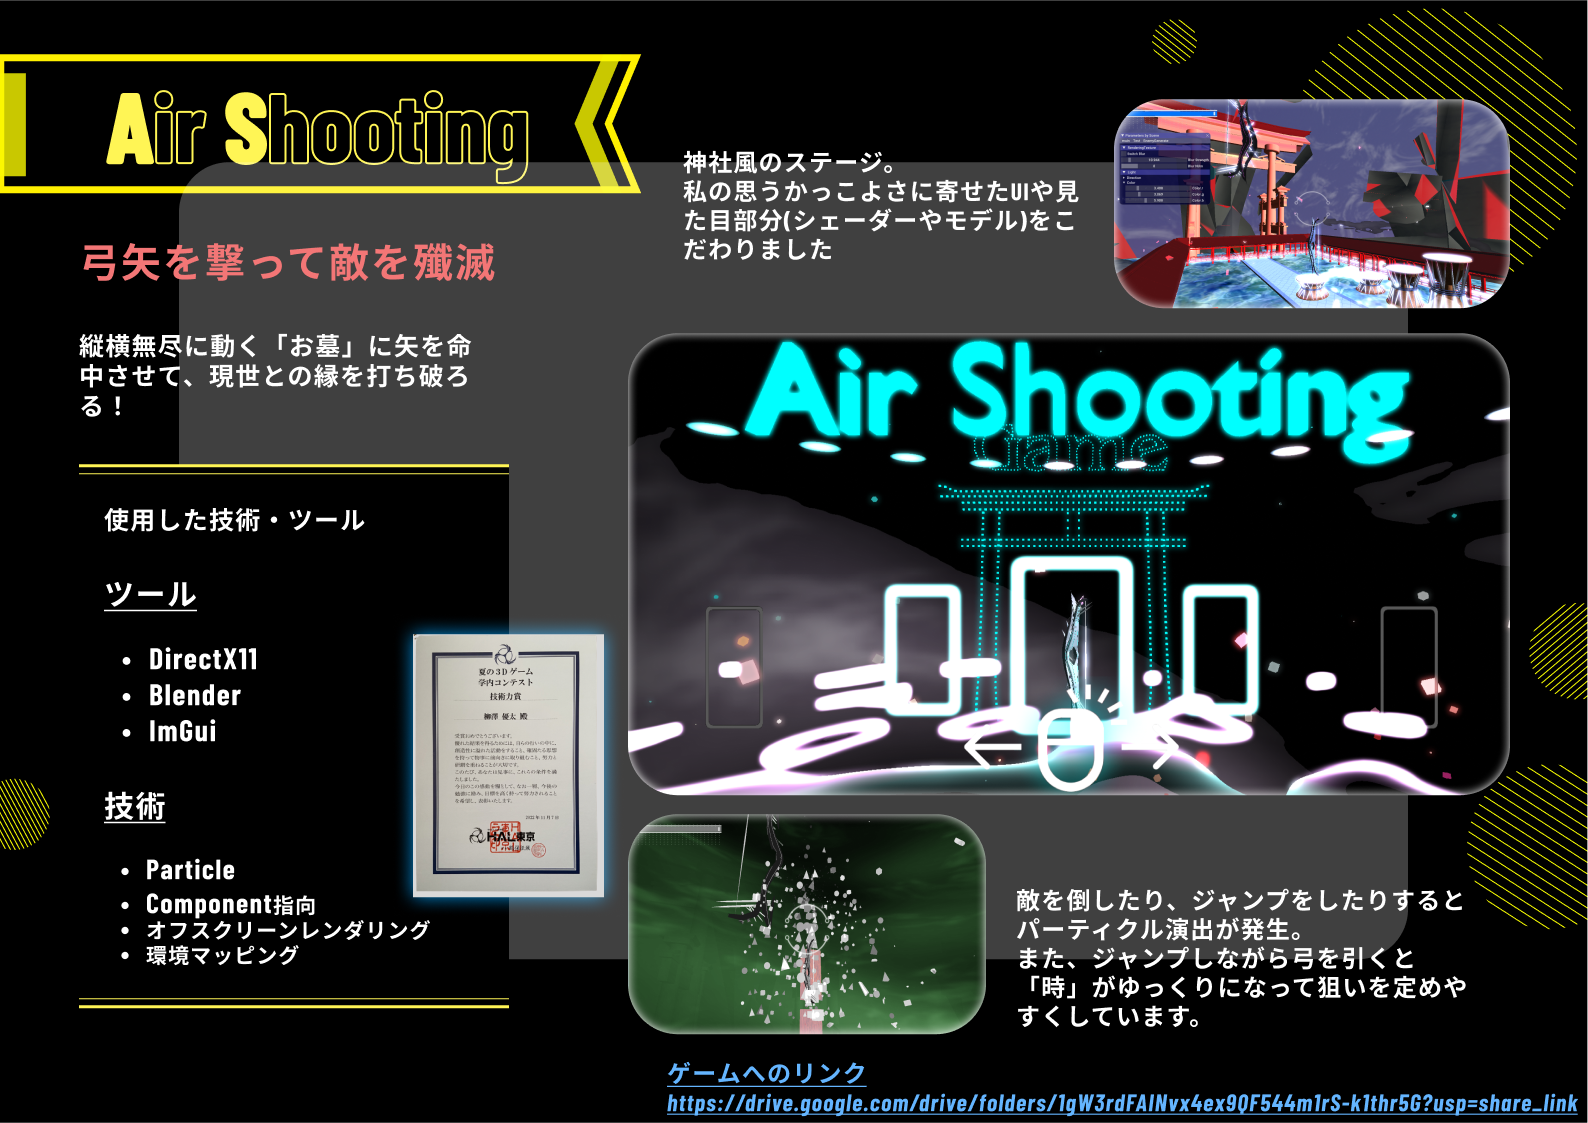 Air Shooting
弓矢を撃って敵を殲滅
縦横無尽に動く「お墓」に矢を命
中させて、現世との縁を打ち破ろ
る！
使用した技術・ツール
ツール
• DirectX11
• Blender
• ImGui
技術
• Particle
• Component指向
• オフスクリーンレンダリング
• 環境マッピング
夏の3Dゲーム
学内コンテスト
技術力賞
柳澤 優太 殿
HAL東京
神社風のステージ。
私の思うかっこよさに寄せたUIや見
た目部分(シェーダーやモデル)をこ
だわりました
Air Shooting
Game
敵を倒したり、ジャンプをしたりすると
パーティクル演出が発生。
また、ジャンプしながら弓を引くと
「時」がゆっくりになって狙いを定めや
すくしています。
ゲームへのリンク
https://drive.google.com/drive/folders/1gW3rdFAlNvx4ex9QF544m1rS-k1thr5G?usp=share_link